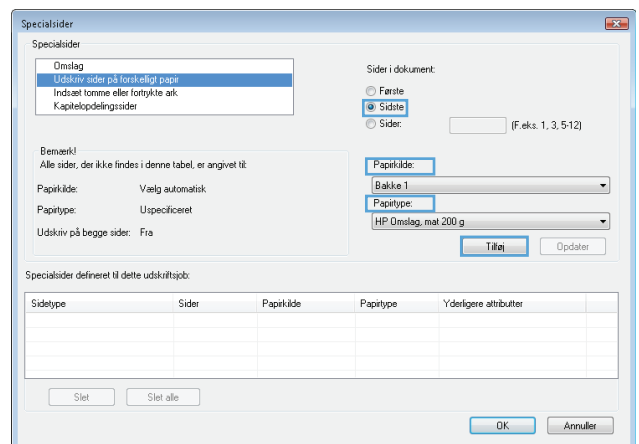 Specialsider
Specialsider
Omslag
Udskriv sider på forskelligt papir
Indsæt tomme eller fortrykte ark
Kapitelopdelingssider
Sider i dokument:
Første
Sidste
Sider:
(F.eks. 1, 3, 5-12)
Bemærk!
Alle sider, der ikke findes i denne tabel, er angivet til:
Papirkilde: Vælg automatisk
Papirtype: Uspecificeret
Udskriv på begge sider: Fra
Papirkilde:
Bakke 1
Papirtype:
HP Omslag, mat 200 g
Tilføj Opdater
Specialsider defineret til dette udskriftsjob:
Sidetype Sider Papirkilde Papirtype Yderligere attributter
Slet Slet alle
OK Annuller